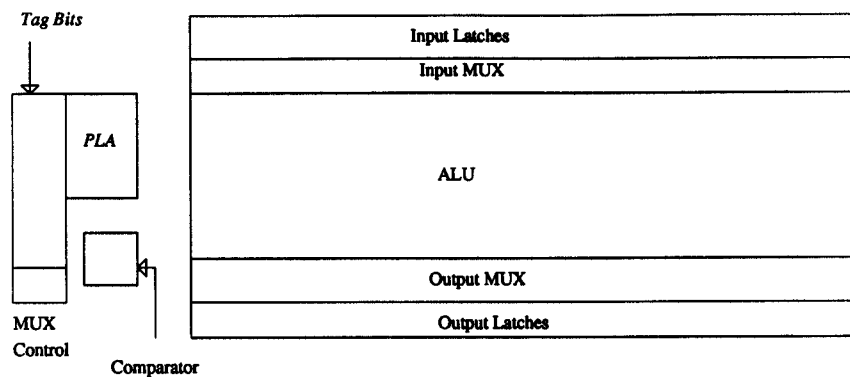 Tag Bits
Input Latches
Input MUX
PLA
ALU
Output MUX
Output Latches
MUX
Control
Comparator